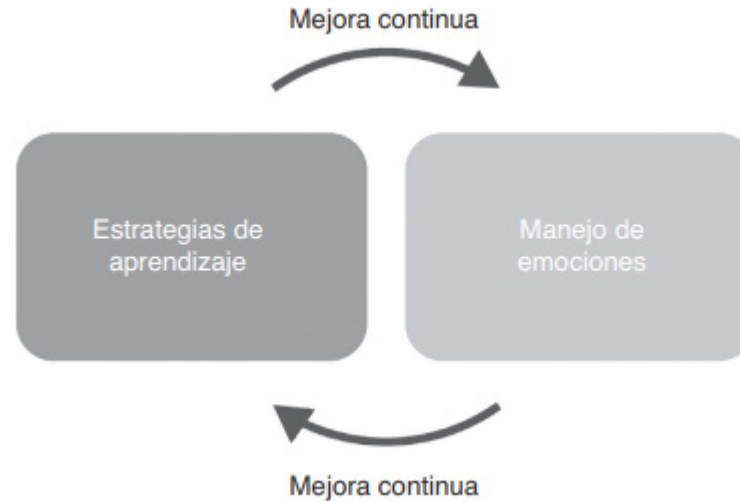 Mejora continua
Estrategias de
aprendizaje
Manejo de
emociones
Mejora continua